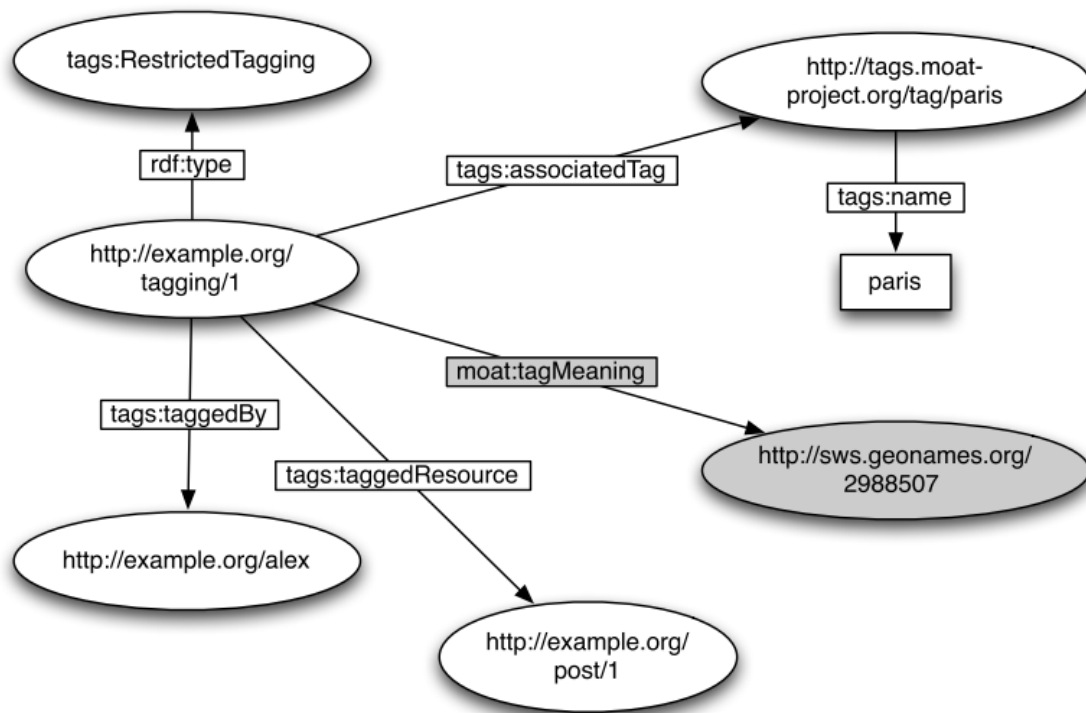 tags:RestrictedTagging
http://tags.moat-
project.org/tag/paris
rdf:type
tags:associatedTag
tags:name
http://example.org/
tagging/1
paris
moat:tagMeaning
tags:taggedBy
http://sws.geonames.org/
2988507
tags:taggedResource
http://example.org/alex
http://example.org/
post/1